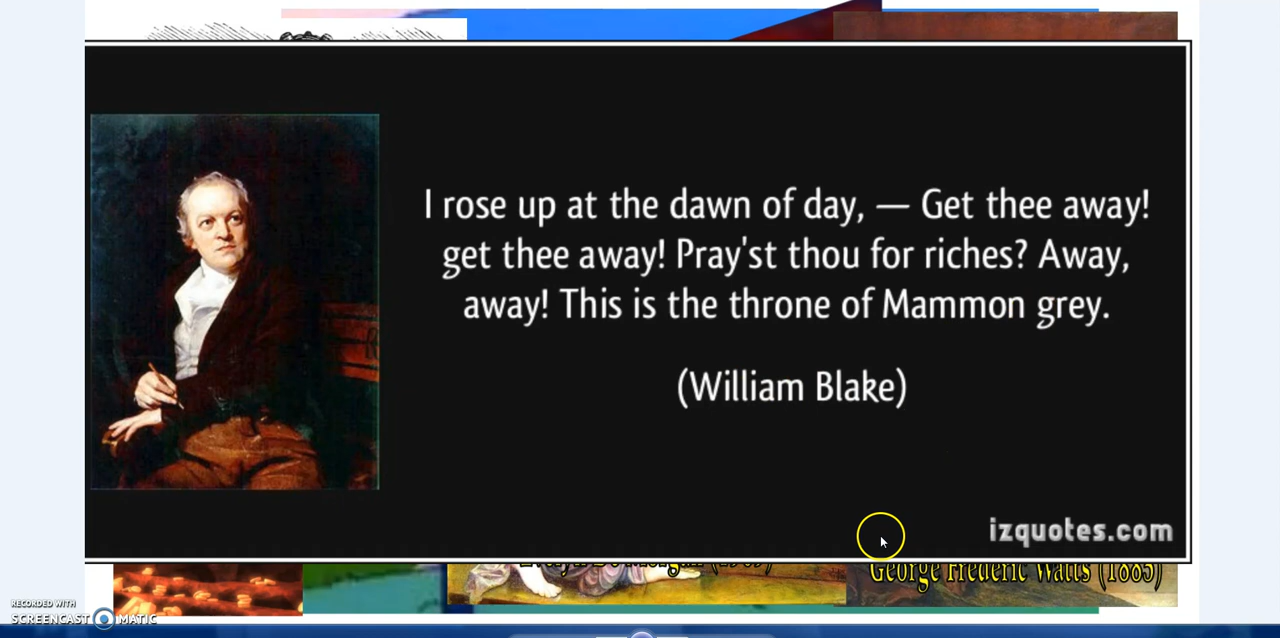 I rose up at the dawn of day, — Get thee away!
get thee away! Pray'st thou for riches? Away,
away! This is the throne of Mammon grey.
(William Blake)
izquotes.com
George Frederic Watts (1885)
RECORDED WITH
SCREENCAST MATIC